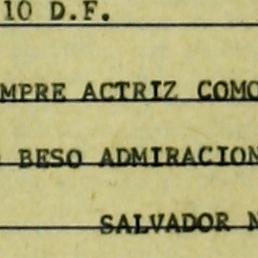 10 D.F.
MPRE ACTRIZ COMO
BESO ADMIRACION
SALVADOR N